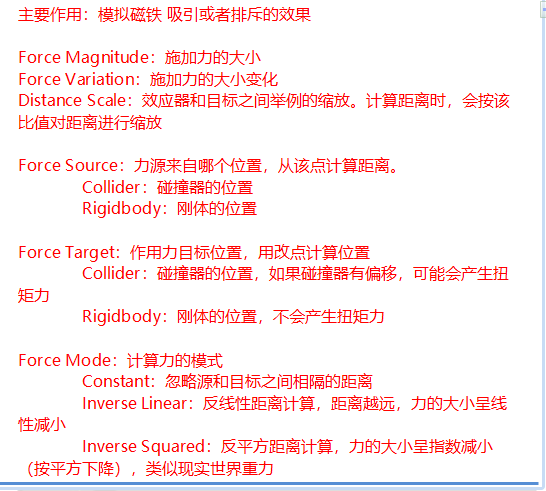 主要作用：模拟磁铁 吸引或者排斥的效果
Force Magnitude：施加力的大小
Force Variation：施加力的大小变化
Distance Scale：效应器和目标之间举例的缩放。计算距离时，会按该
比值对距离进行缩放
Force Source：力源来自哪个位置，从该点计算距离。
Collider：碰撞器的位置
Rigidbody：刚体的位置
Force Target：作用力目标位置，用改点计算位置
Collider：碰撞器的位置，如果碰撞器有偏移，可能会产生扭
矩力
Rigidbody：刚体的位置，不会产生扭矩力
Force Mode：计算力的模式
Constant：忽略源和目标之间相隔的距离
Inverse Linear：反线性距离计算，距离越远，力的大小呈线
性减小
Inverse Squared：反平方距离计算，力的大小呈指数减小
（按平方下降），类似现实世界重力